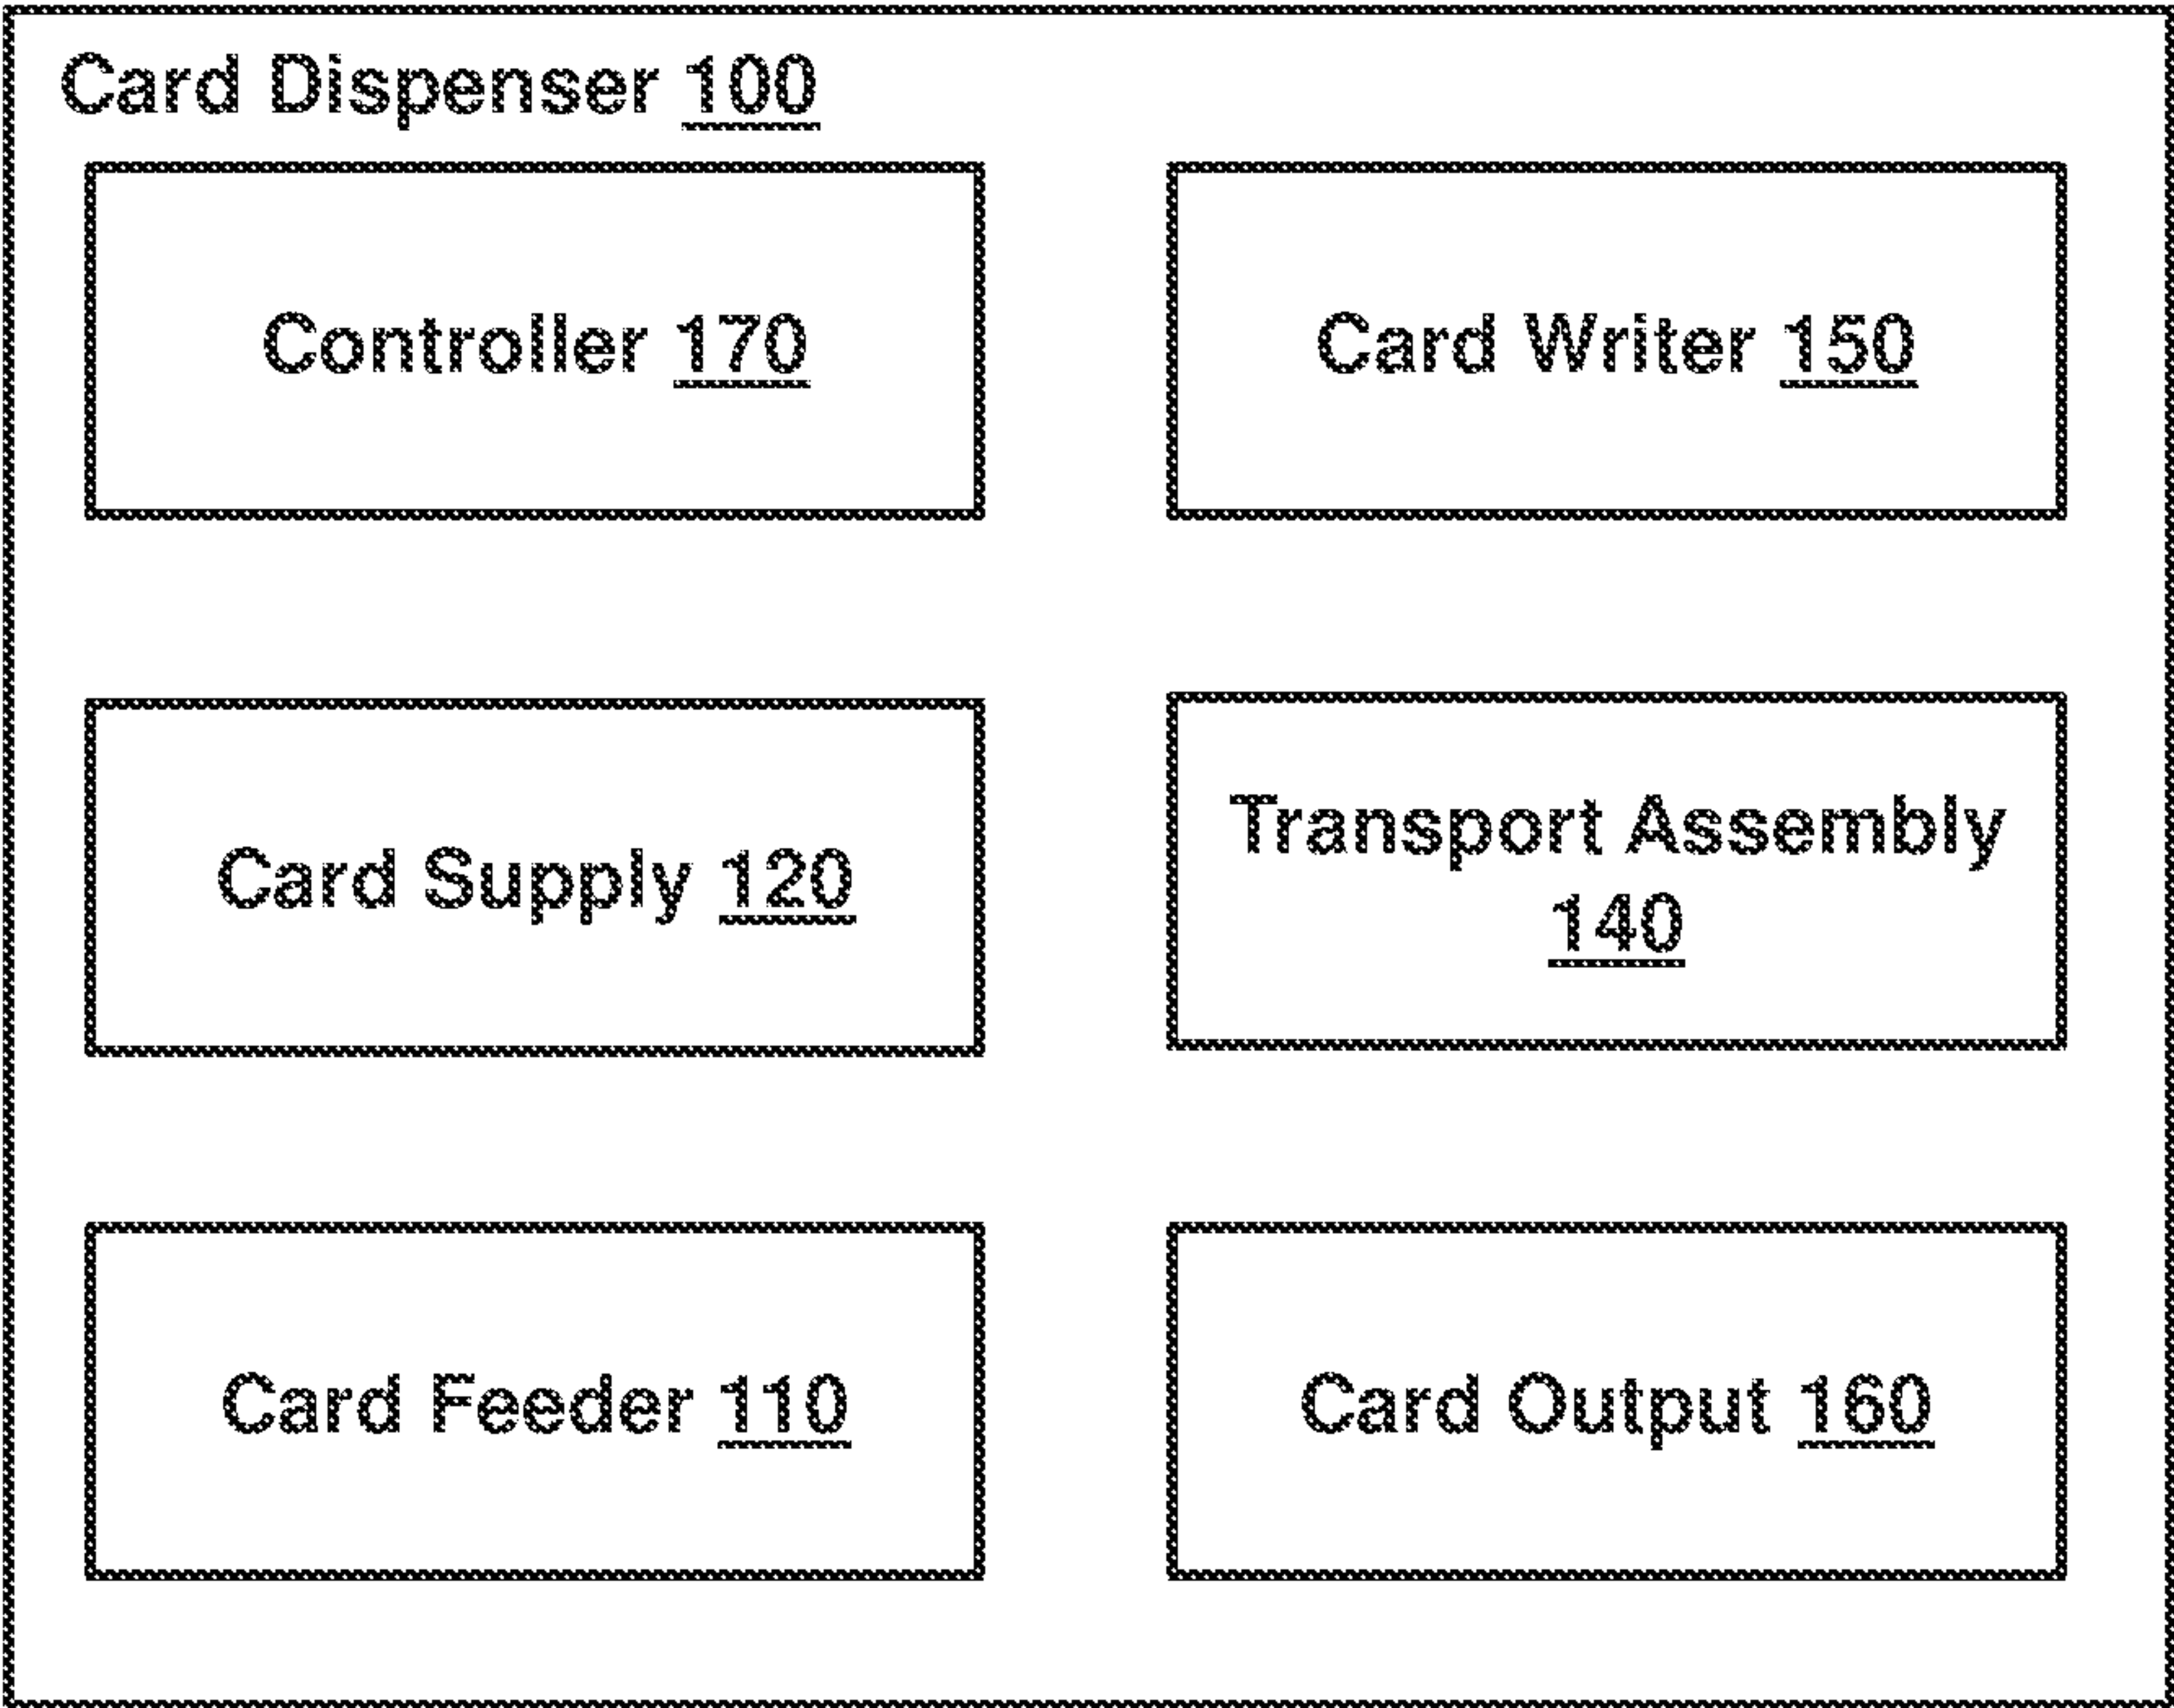 Card Dispenser 100
Controller 170
Card Writer 150
Card Supply 120
Transport Assembly
140
Card Feeder 110
Card Output 160